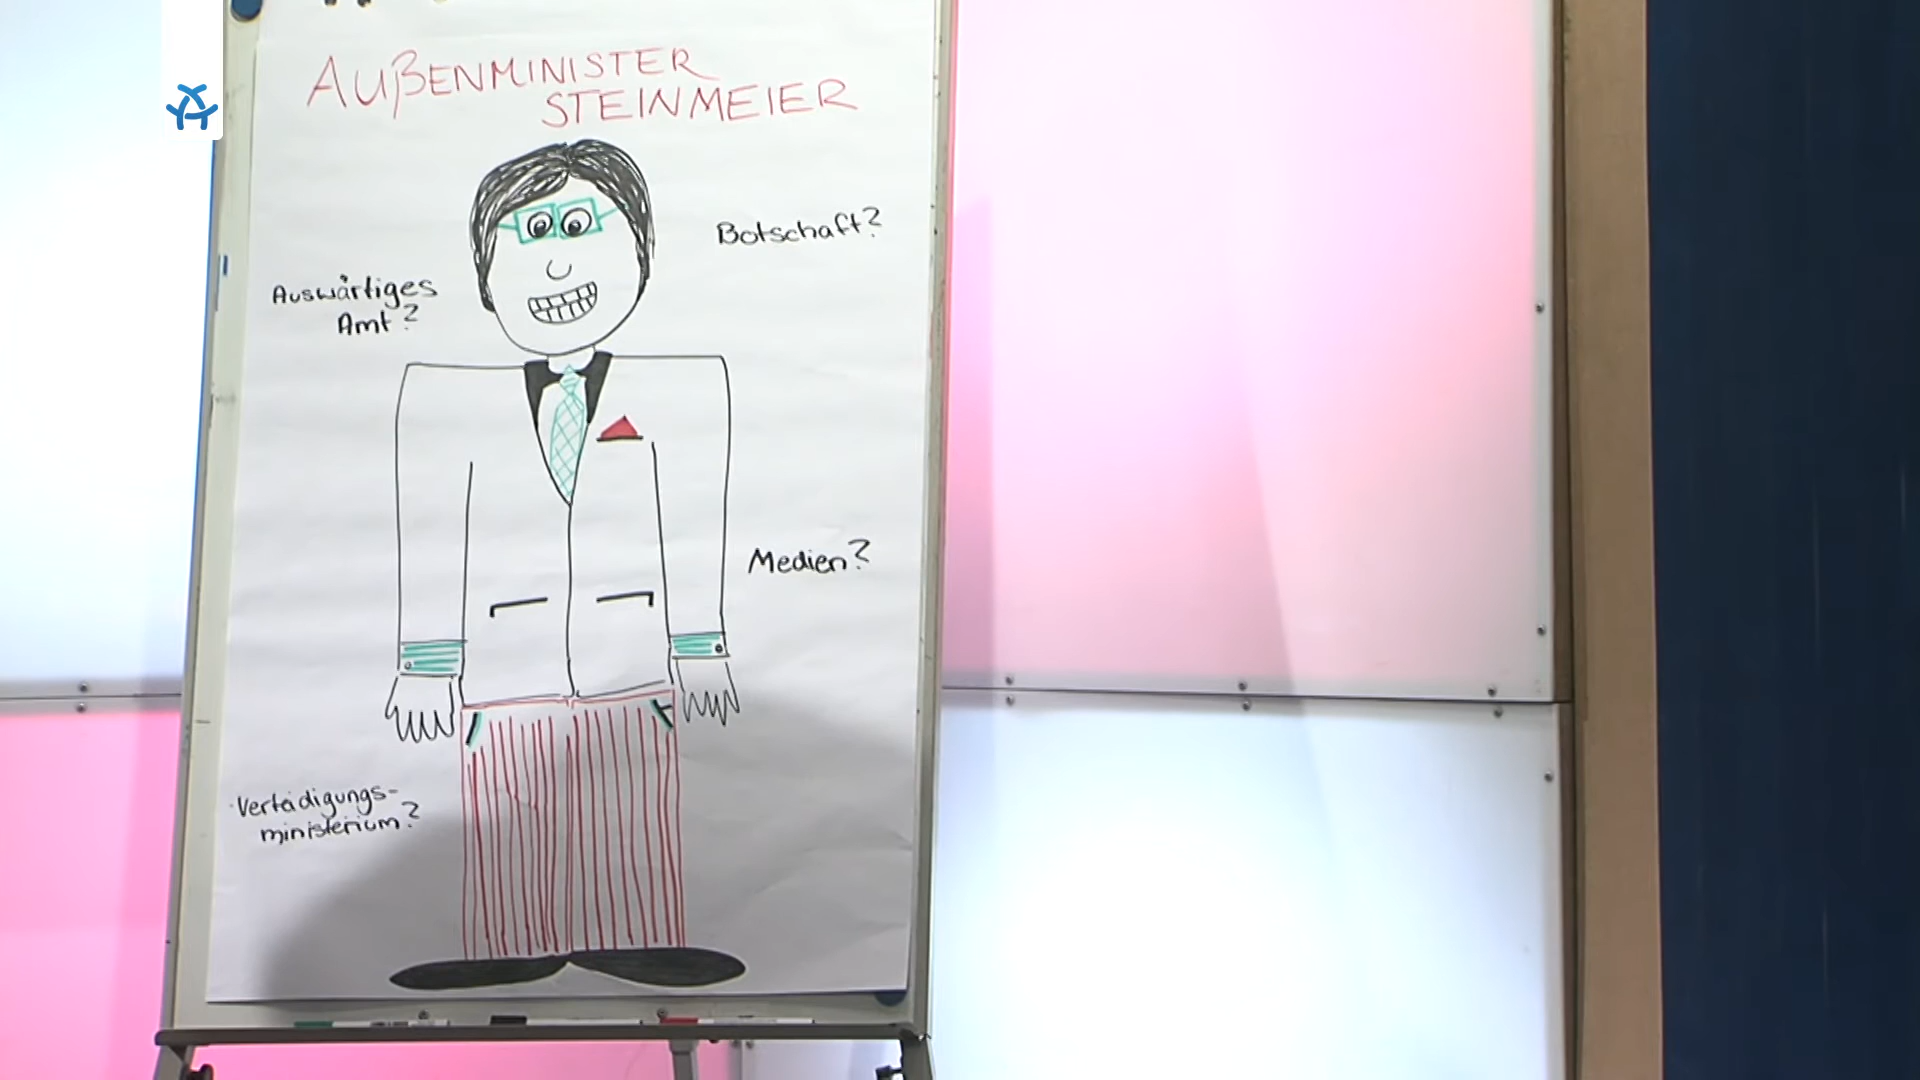 AUßENMINISTER
STEINMEIER
Botschaft?
Auswärtiges
Amt?
Medien?
Verteidigungs-
ministerium?